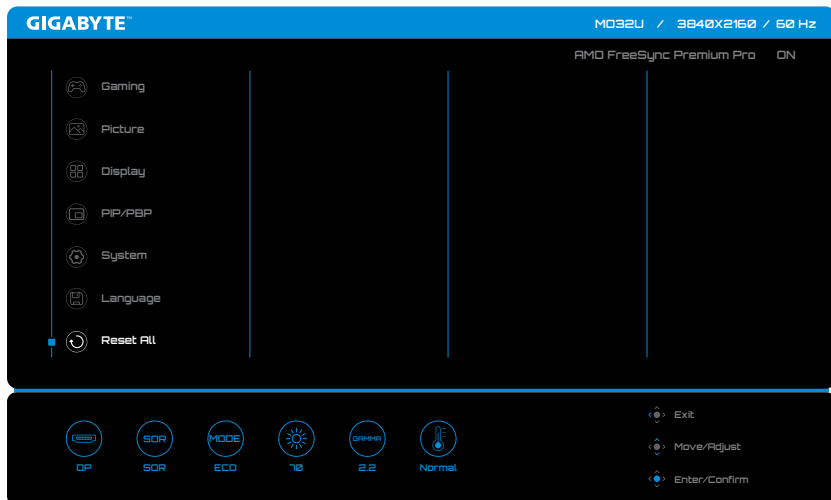 GIGABYTE™
MD32U / 3840X2160 / 60 Hz
AMD FreeSync Premium Pro ON
Gaming
Picture
Display
PIP/PBP
System
Language
Reset All
SDR
MODE
GAMMA
DP
SDR
ECO
70
2.2
Normal
Exit
Move/Adjust
Enter/Confirm